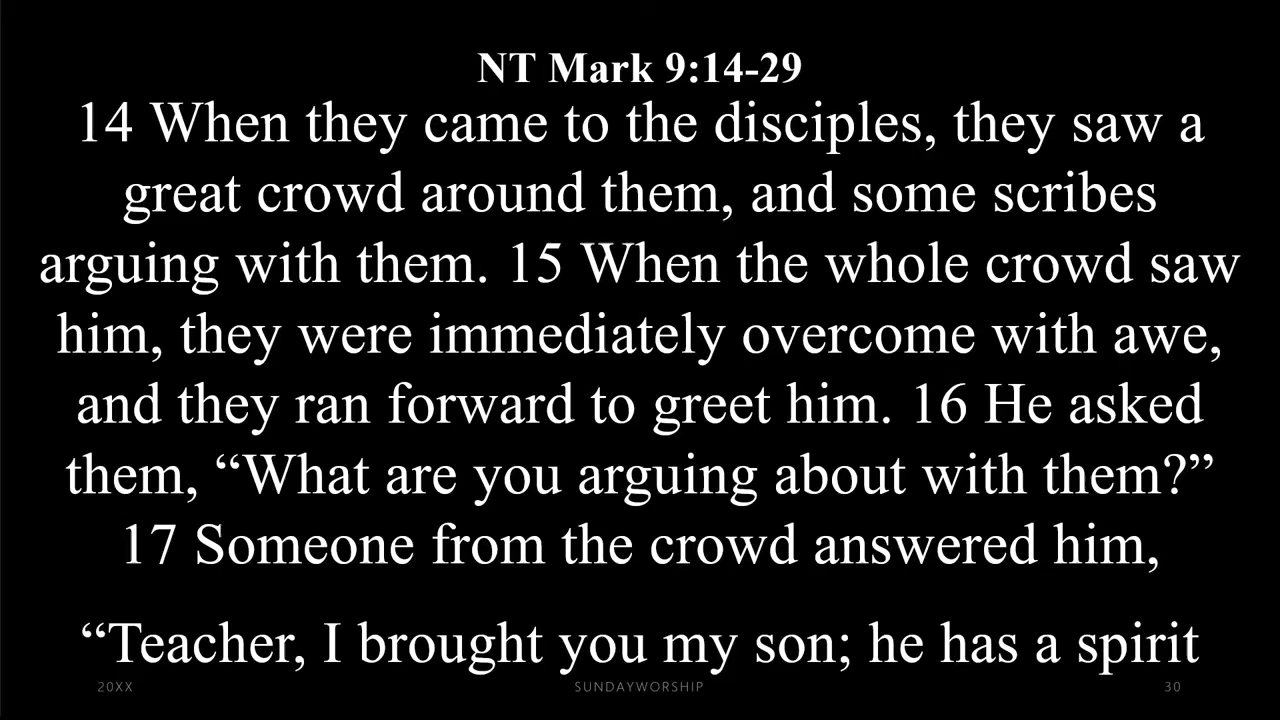 NT Mark 9:14-29
14 When they came to the disciples, they saw a
great crowd around them, and some scribes
arguing with them. 15 When the whole crowd saw
him, they were immediately overcome with awe,
and they ran forward to greet him. 16 He asked
them, “What are you arguing about with them?”
17 Someone from the crowd answered him,
“Teacher, I brought you my son; he has a spirit
20XX
SUNDAYWORSHIP
30